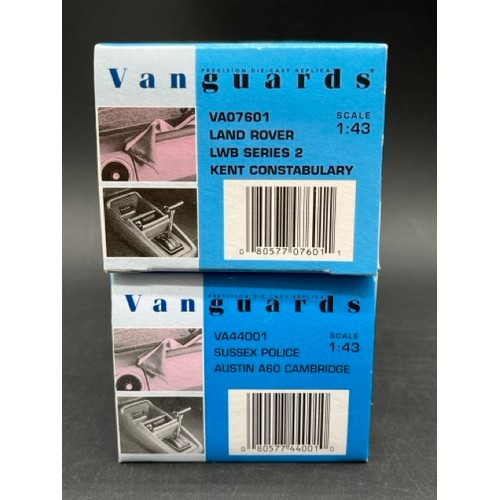 Vanguards®
PRECISION DIE-CAST REPLICA
VA07601
SCALE
1:43
LAND ROVER
LWB SERIES 2
KENT CONSTABULARY
0 80577 07601 1
Vanguards
PRECISION DIE-CAST REPLICA
VA44001
SCALE
1:43
SUSSEX POLICE
AUSTIN A60 CAMBRIDGE
0 80577 44001 0